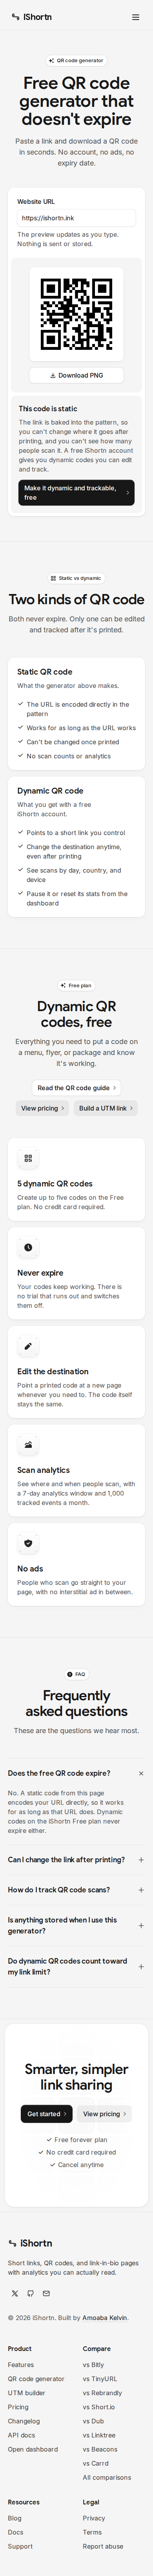 iShortn
QR code generator
Free QR code
generator that
doesn't expire
Paste a link and download a QR code
in seconds. No account, no ads, no
expiry date.
Website URL
https://ishortn.ink
The preview updates as you type.
Nothing is sent or stored.
Download PNG
This code is static
The link is baked into the pattern, so
you can't change where it goes after
printing, and you can't see how many
people scan it. A free iShortn account
gives you dynamic codes you can edit
and track.
Make it dynamic and trackable,
free
Static vs dynamic
Two kinds of QR code
Both never expire. Only one can be edited
and tracked after it's printed.
Static QR code
What the generator above makes.
The URL is encoded directly in the
pattern
Works for as long as the URL works
Can't be changed once printed
No scan counts or analytics
Dynamic QR code
What you get with a free
iShortn account.
Points to a short link you control
Change the destination anytime,
even after printing
See scans by day, country, and
device
Pause it or reset its stats from the
dashboard
Free plan
Dynamic QR
codes, free
Everything you need to put a code on
a menu, flyer, or package and know
it's working.
Read the QR code guide
View pricing
Build a UTM link
5 dynamic QR codes
Create up to five codes on the Free
plan. No credit card required.
Never expire
Your codes keep working. There is
no trial that runs out and switches
them off.
Edit the destination
Point a printed code at a new page
whenever you need to. The code itself
stays the same.
Scan analytics
See where and when people scan, with
a 7-day analytics window and 1,000
tracked events a month.
No ads
People who scan go straight to your
page, with no interstitial ad in between.
FAQ
Frequently
asked questions
These are the questions we hear most.
Does the free QR code expire?
No. A static code from this page
encodes your URL directly, so it works
for as long as that URL does. Dynamic
codes on the iShortn Free plan never
expire either.
Can I change the link after printing?
How do I track QR code scans?
Is anything stored when I use this
generator?
Do dynamic QR codes count toward
my link limit?
Smarter, simpler
link sharing
Get started
View pricing
Free forever plan
No credit card required
Cancel anytime
iShortn
Short links, QR codes, and link-in-bio pages
with analytics you can actually read.
© 2026 iShortn. Built by Amoaba Kelvin.
Product
Features
QR code generator
UTM builder
Pricing
Changelog
API docs
Open dashboard
Compare
vs Bitly
vs TinyURL
vs Rebrandly
vs Short.io
vs Dub
vs Linktree
vs Beacons
vs Carrd
All comparisons
Resources
Blog
Docs
Support
Legal
Privacy
Terms
Report abuse